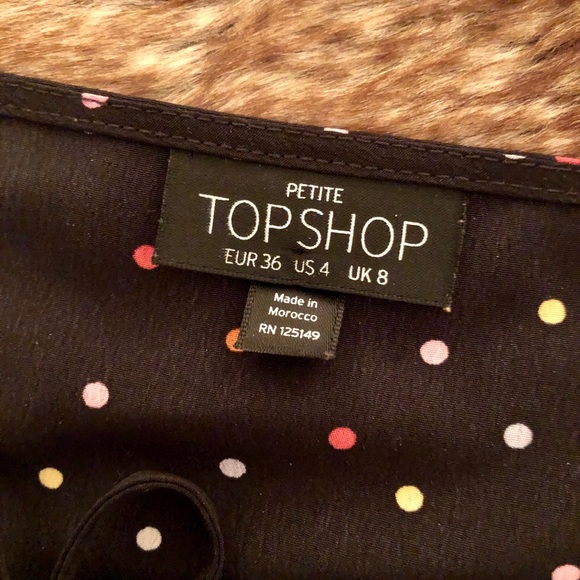 PETITE
TOPSHOP
EUR 36 US 4 UK 8
Made in
Morocco
RN 125149